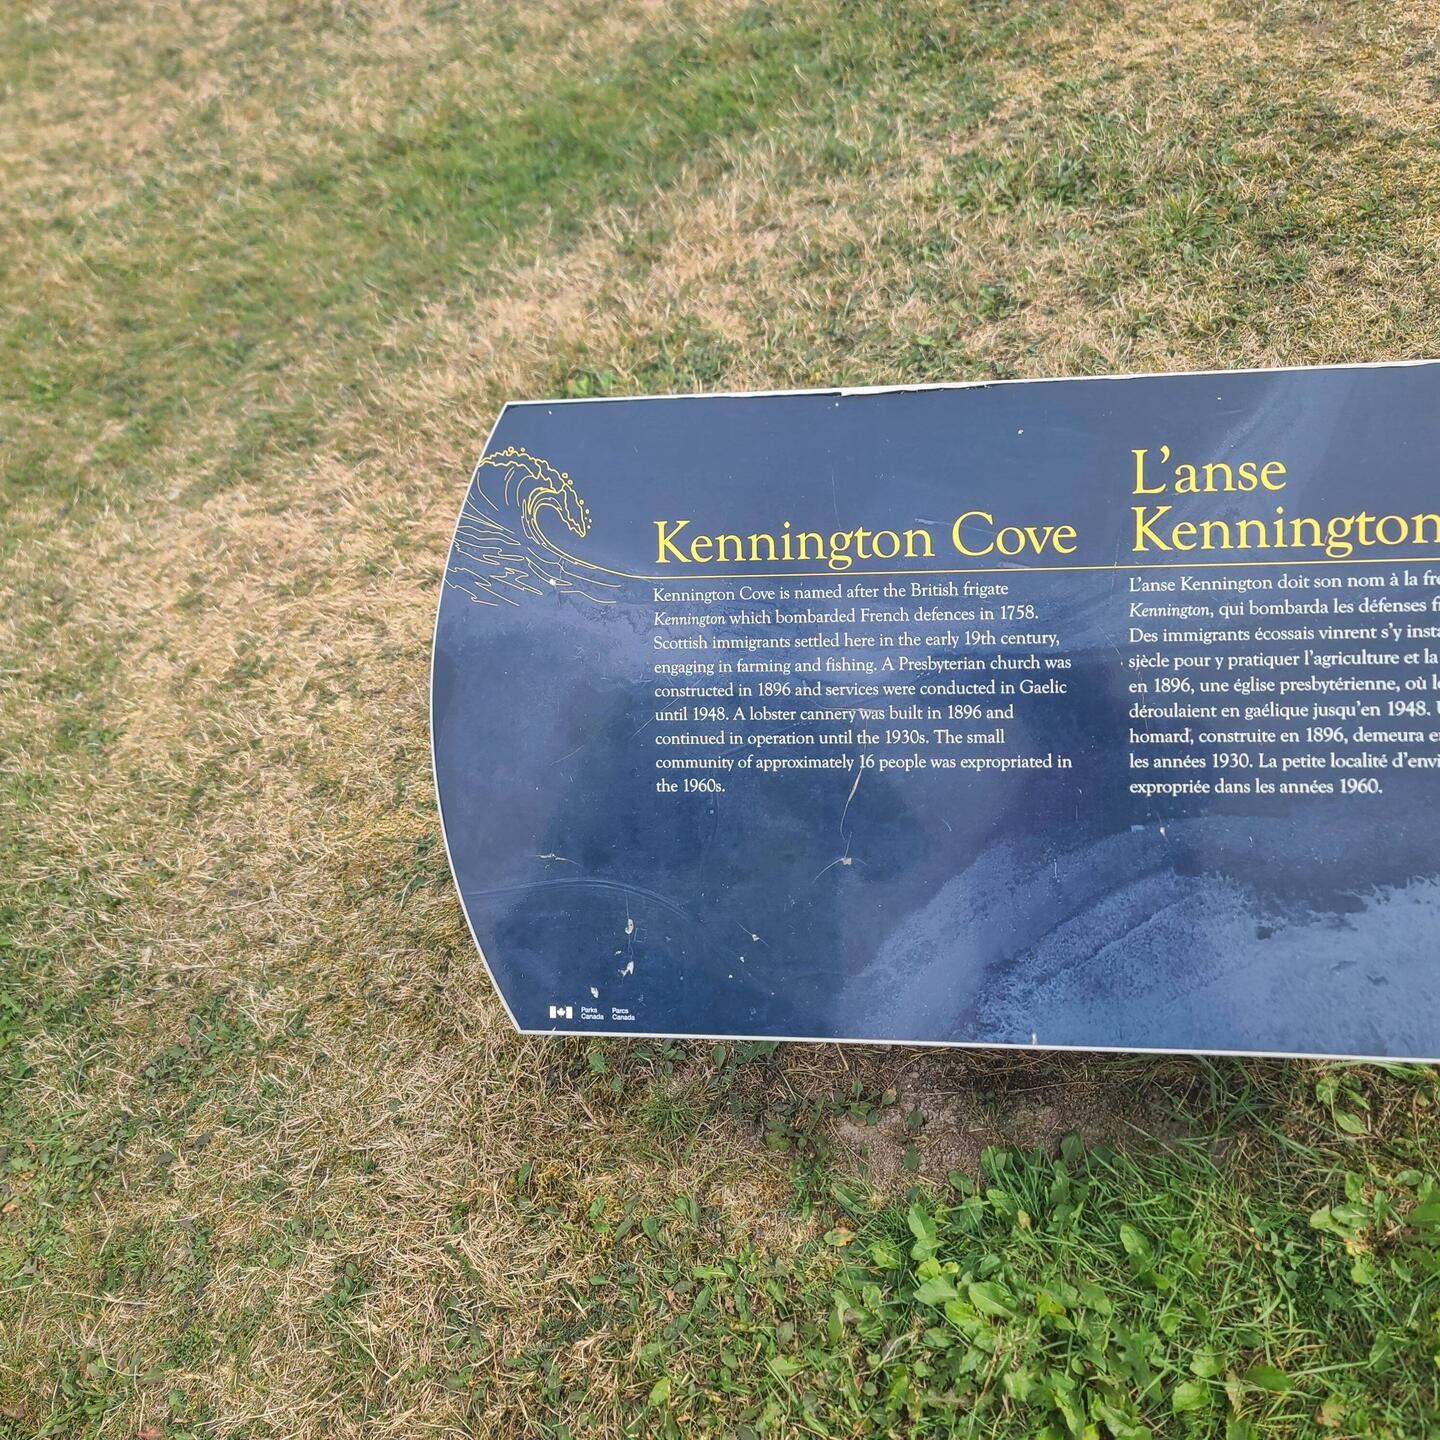 Kennington Cove
Kennington Cove is named after the British frigate
Kennington which bombarded French defences in 1758.
Scottish immigrants settled here in the early 19th century,
engaging in farming and fishing. A Presbyterian church was
constructed in 1896 and services were conducted in Gaelic
until 1948. A lobster cannery was built in 1896 and
continued in operation until the 1930s. The small
community of approximately 16 people was expropriated in
the 1960s.
L'anse
Kennington
L'anse Kennington doit son nom à la
Kennington, qui bombarda les défenses
Des immigrants écossais vinrent s'y
siècle pour y pratiquer l'agriculture et la
en 1896, une église presbytérienne, où
déroulaient en gaélique jusqu'en 1948.
homard, construite en 1896, demeura
les années 1930. La petite localité
expropriée dans les années 1960.
Parks Canada
Parcs Canada